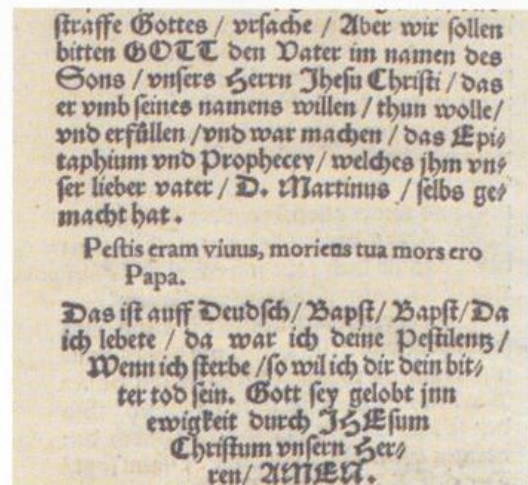 straffe Gottes / vrsache / Aber wir sollen
bitten GOTT den Vater im namen des
Sons / vnsers Herrn Jhesu Christi / das
er vmb seines namens willen / thun wolle /
vnd erfüllen / vnd war machen / das Epi⸗
taphium vnd Prophecey / welches jhm vn⸗
ser lieber vater / D. Martinus / selbs ge⸗
macht hat.
Pestis eram viuus, moriens tua mors ero
Papa.
Das ist auff Deudsch / Bapst / Bapst / Da
ich lebete / da war ich deine Pestilentz /
Wenn ich sterbe / so wil ich dir dein bit⸗
ter tod sein. Gott sey gelobt jnn
ewigkeit durch JHEsum
Christum vnsern Her⸗
ren / AMEN.